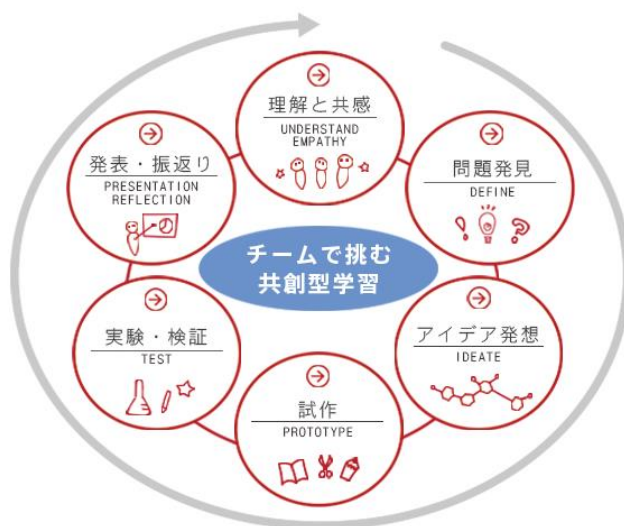 理解と共感
UNDERSTAND
EMPATHY
問題発見
DEFINE
アイデア発想
IDEATE
試作
PROTOTYPE
実験・検証
TEST
発表・振返り
PRESENTATION
REFLECTION
チームで挑む
共創型学習